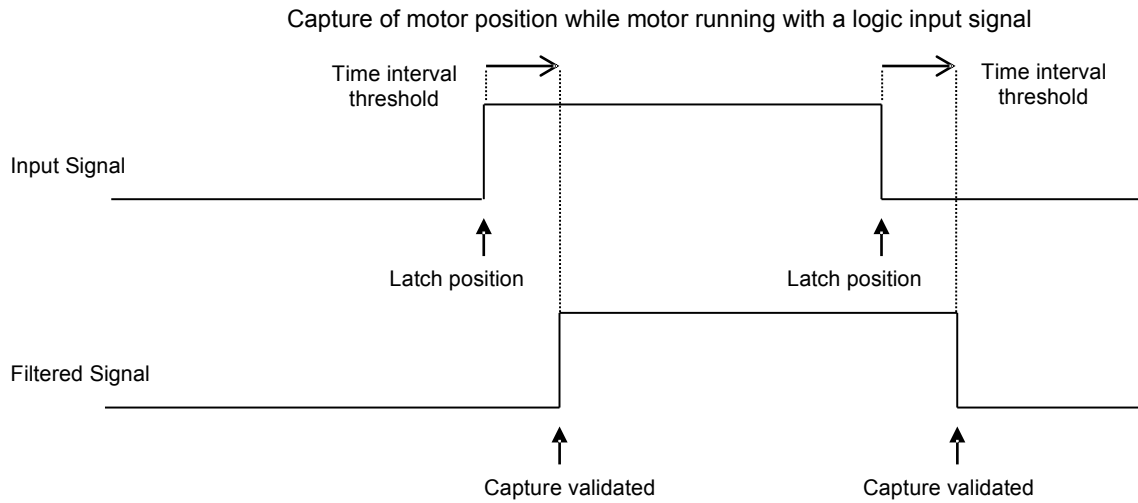 Capture of motor position while motor running with a logic input signal
Time interval
threshold
Time interval
threshold
Input Signal
Latch position
Latch position
Filtered Signal
Capture validated
Capture validated